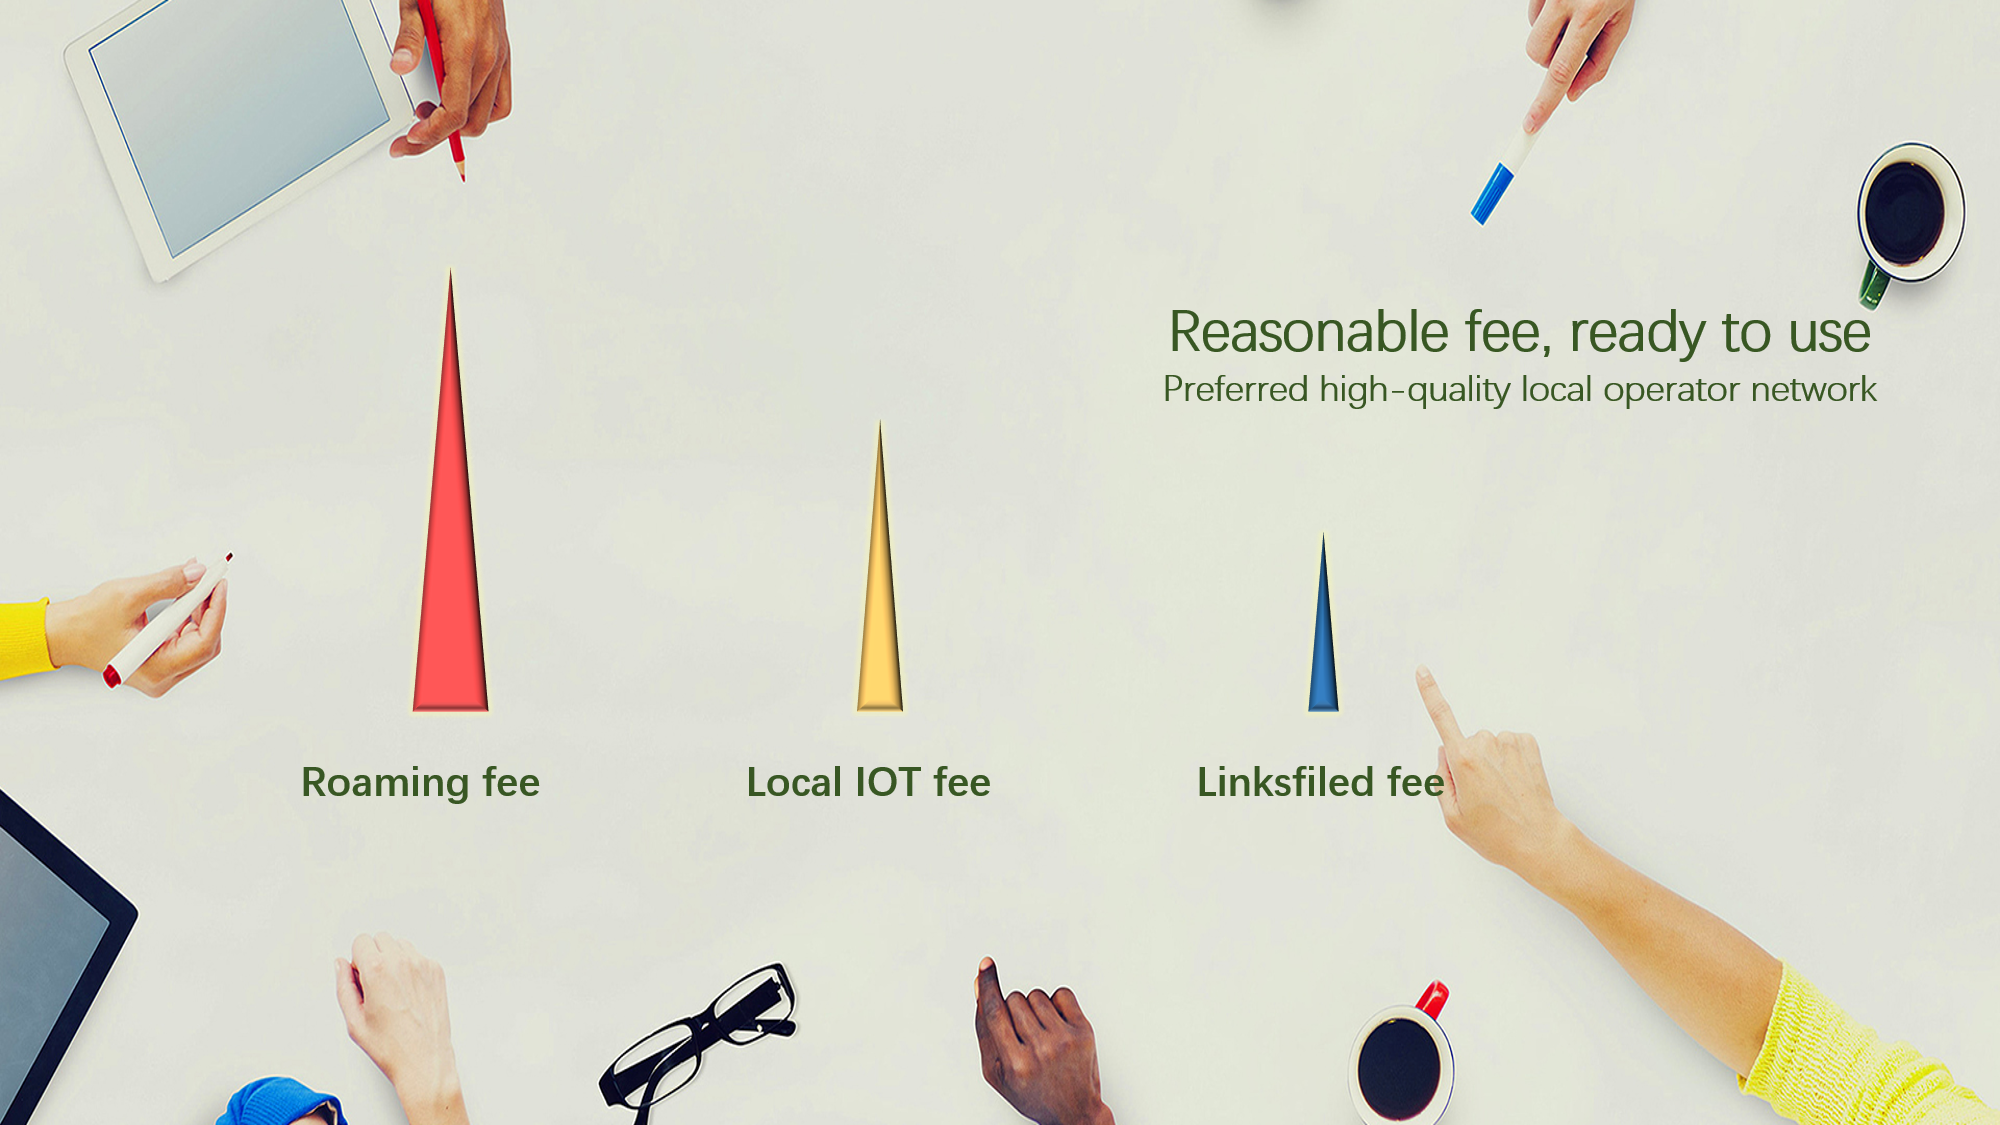 Reasonable fee, ready to use
Preferred high-quality local operator network
Roaming fee
Local IOT fee
Linksfiled fee